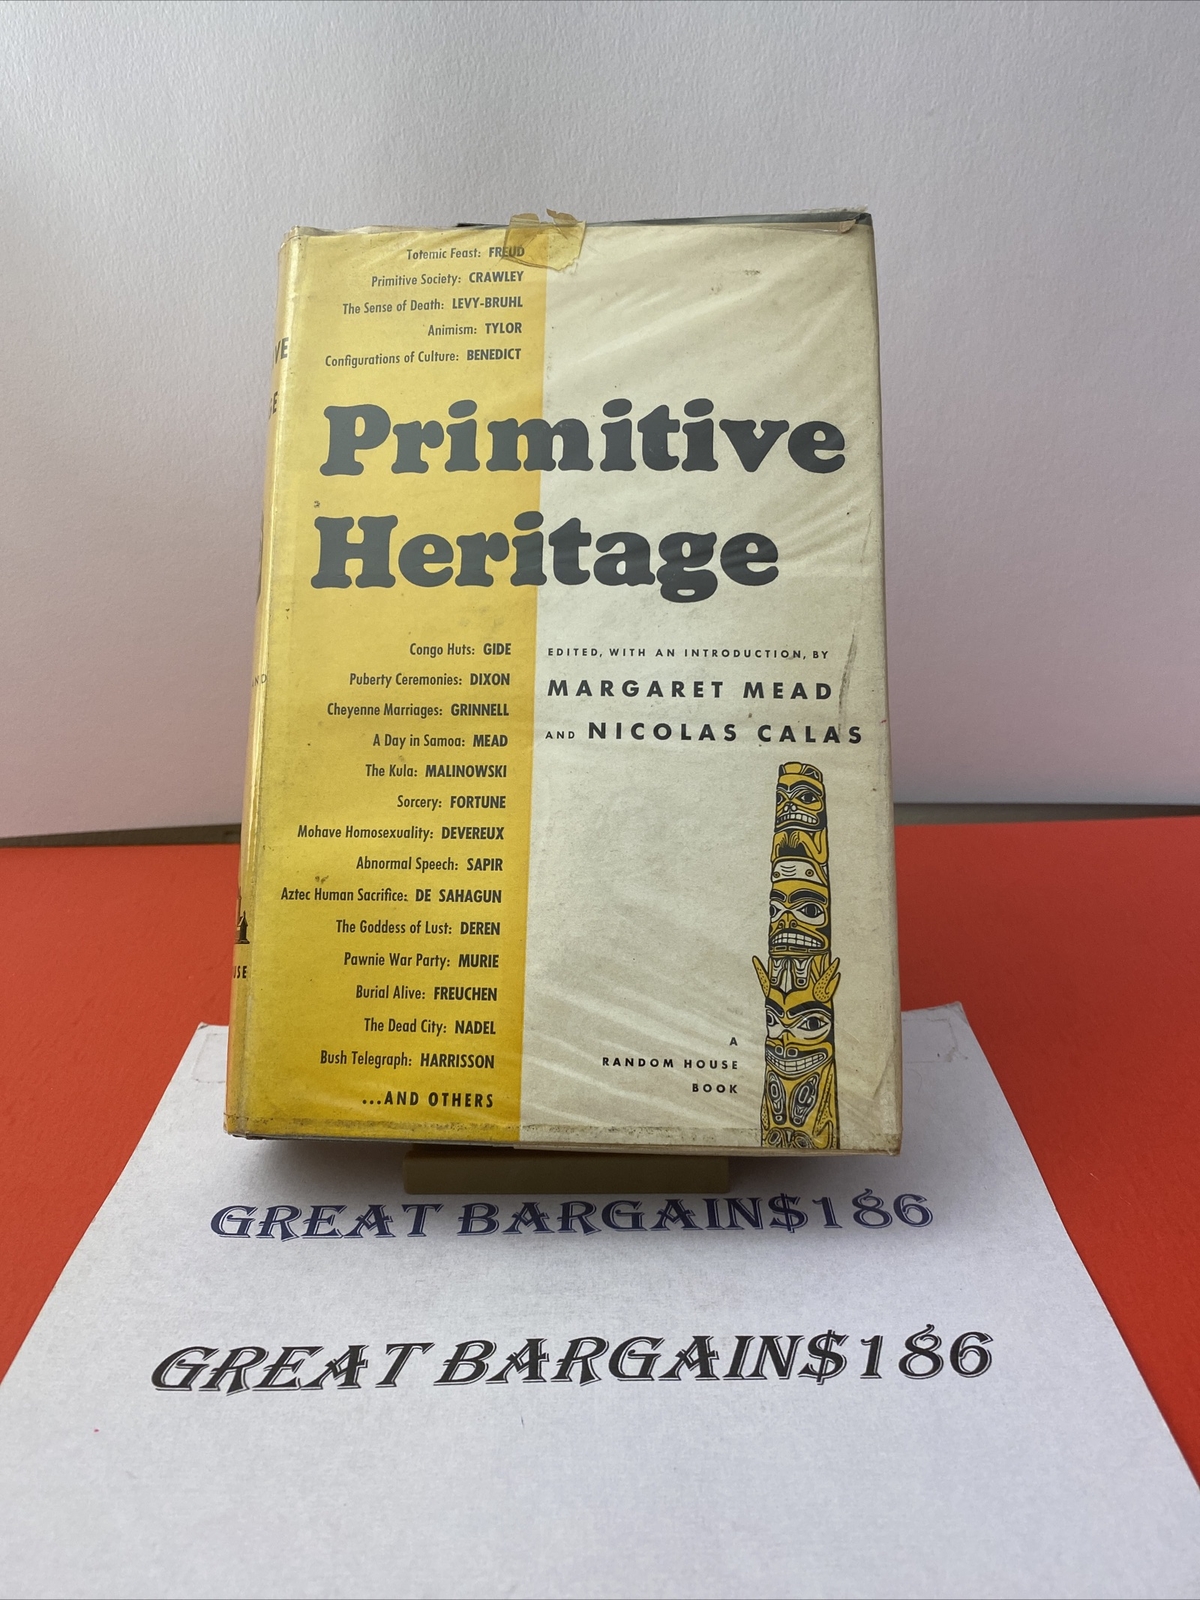 Totemic Feast: FREUD
Primitive Society: CRAWLEY
The Sense of Death: LEVY-BRUHL
Animism: TYLOR
Configurations of Culture: BENEDICT
Primitive
Heritage
Congo Huts: GIDE
Puberty Ceremonies: DIXON
Cheyenne Marriages: GRINNELL
A Day in Samoa: MEAD
The Kula: MALINOWSKI
Sorcery: FORTUNE
Mohave Homosexuality: DEVEREUX
Abnormal Speech: SAPIR
Aztec Human Sacrifice: DE SAHAGUN
The Goddess of Lust: DEREN
Pawnie War Party: MURIE
Burial Alive: FREUCHEN
The Dead City: NADEL
Bush Telegraph: HARRISSON
...AND OTHERS
EDITED, WITH AN INTRODUCTION, BY
MARGARET MEAD
AND NICOLAS CALAS
A
RANDOM HOUSE
BOOK
GREAT BARGAIN$186
GREAT BARGAIN$186